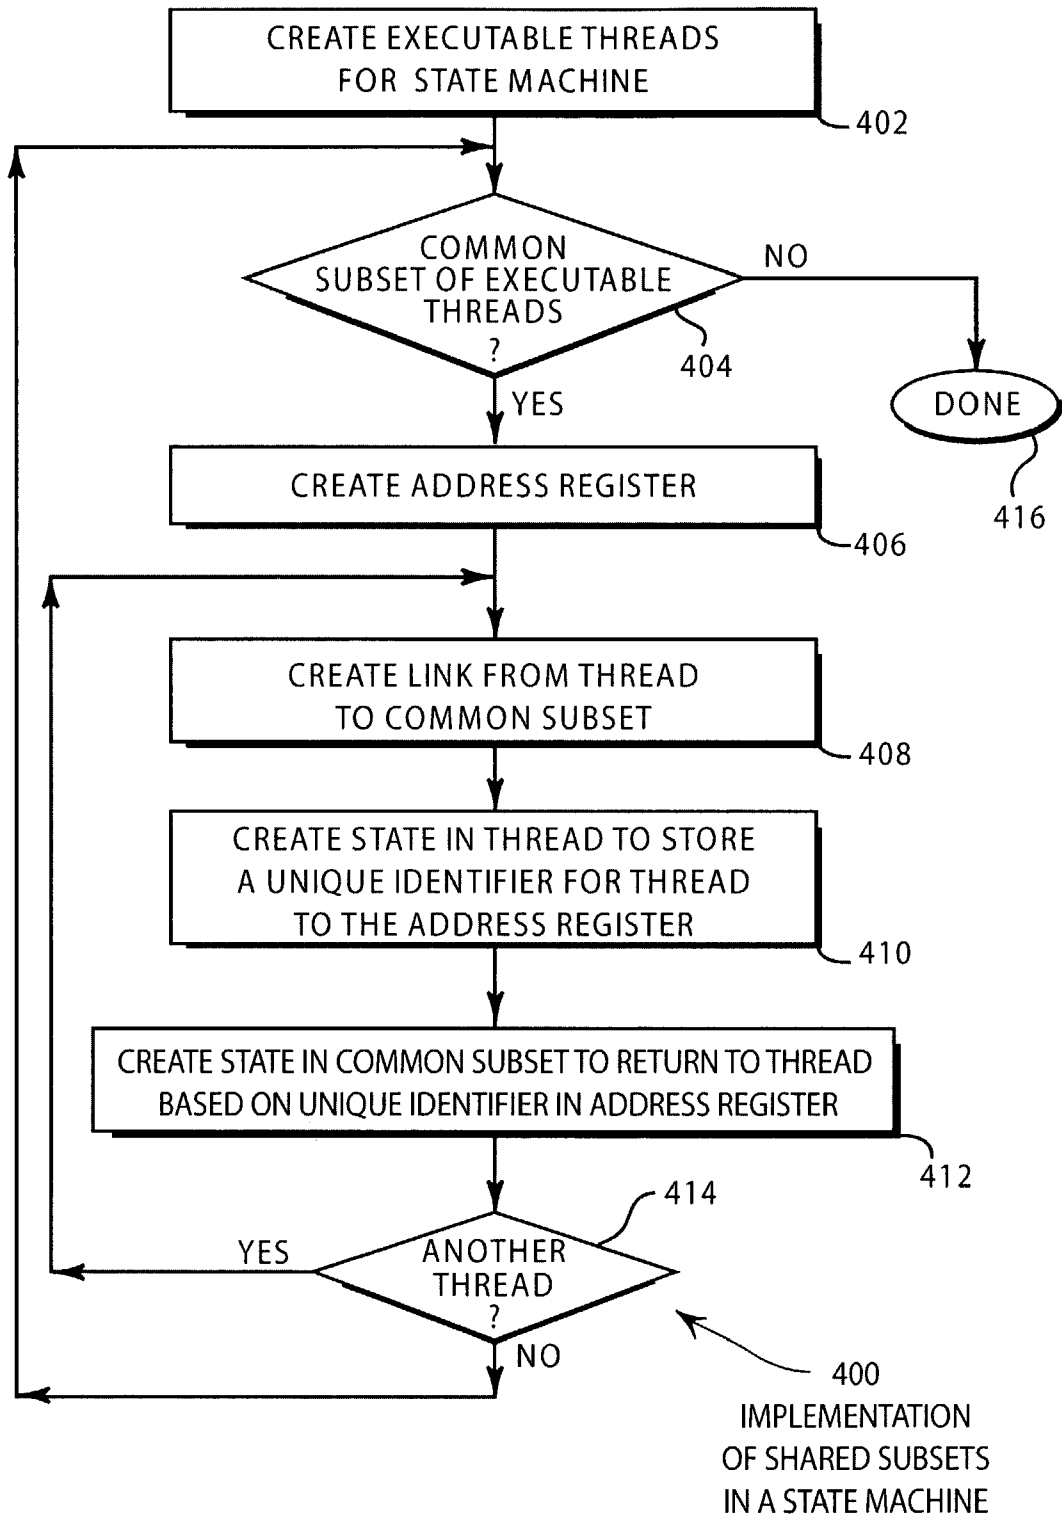 CREATE EXECUTABLE THREADS
FOR STATE MACHINE
402
COMMON
SUBSET OF EXECUTABLE
THREADS
?
NO
404
YES
DONE
416
CREATE ADDRESS REGISTER
406
CREATE LINK FROM THREAD
TO COMMON SUBSET
408
CREATE STATE IN THREAD TO STORE
A UNIQUE IDENTIFIER FOR THREAD
TO THE ADDRESS REGISTER
410
CREATE STATE IN COMMON SUBSET TO RETURN TO THREAD
BASED ON UNIQUE IDENTIFIER IN ADDRESS REGISTER
412
414
YES
ANOTHER
THREAD
?
NO
400
IMPLEMENTATION
OF SHARED SUBSETS
IN A STATE MACHINE